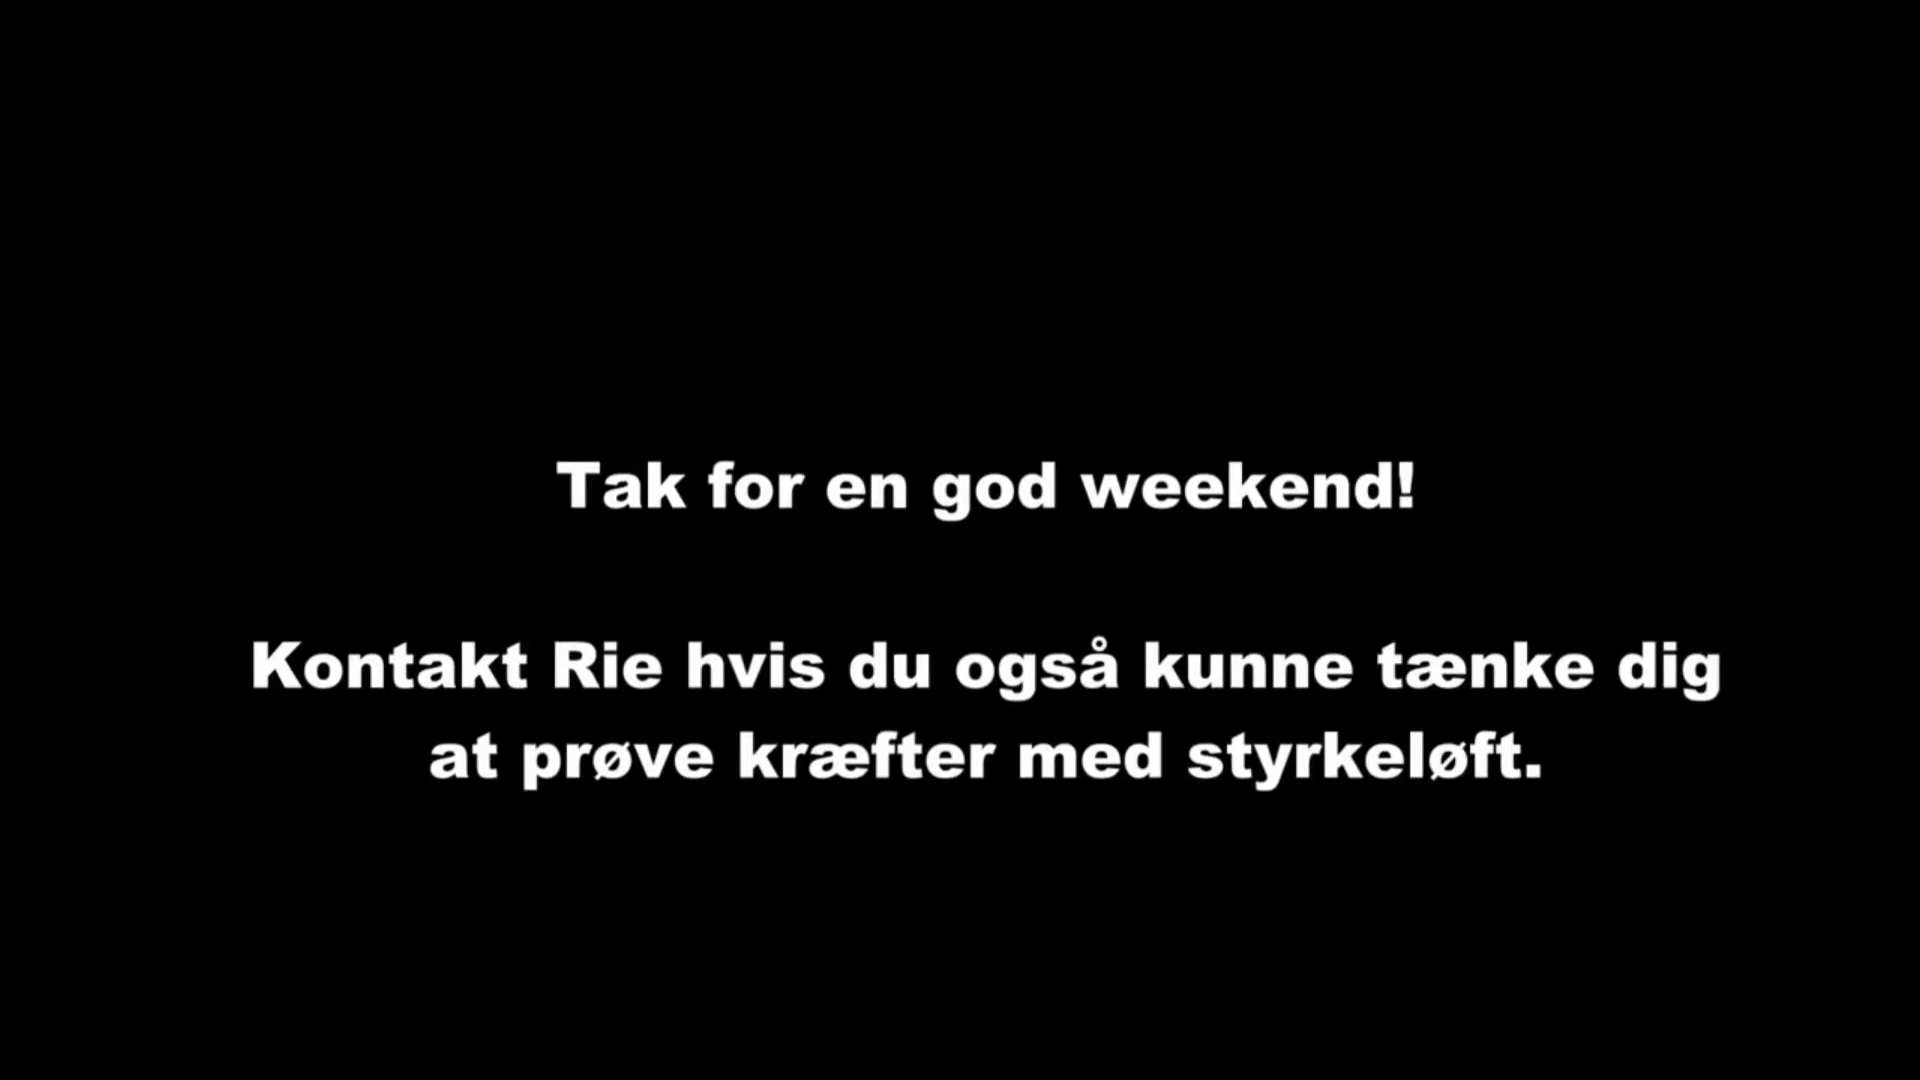 Tak for en god weekend!
Kontakt Rie hvis du også kunne tænke dig
at prøve kræfter med styrkeløft.